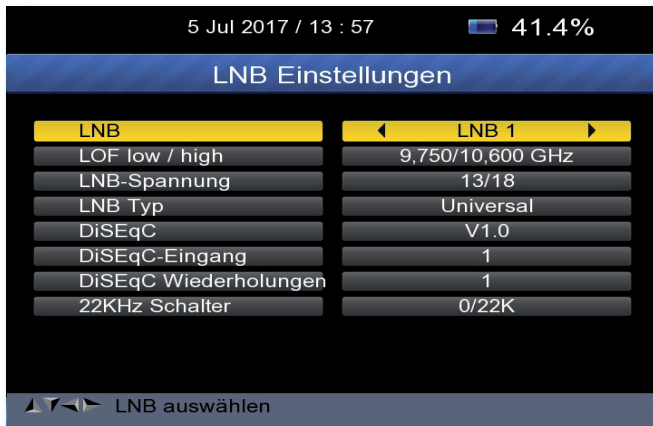 5 Jul 2017 / 13 : 57 41.4%
LNB Einstellungen
LNB LNB 1
LOF low / high 9,750/10,600 GHz
LNB-Spannung 13/18
LNB Typ Universal
DiSEqC V1.0
DiSEqC-Eingang 1
DiSEqC Wiederholungen 1
22KHz Schalter 0/22K
LNB auswählen